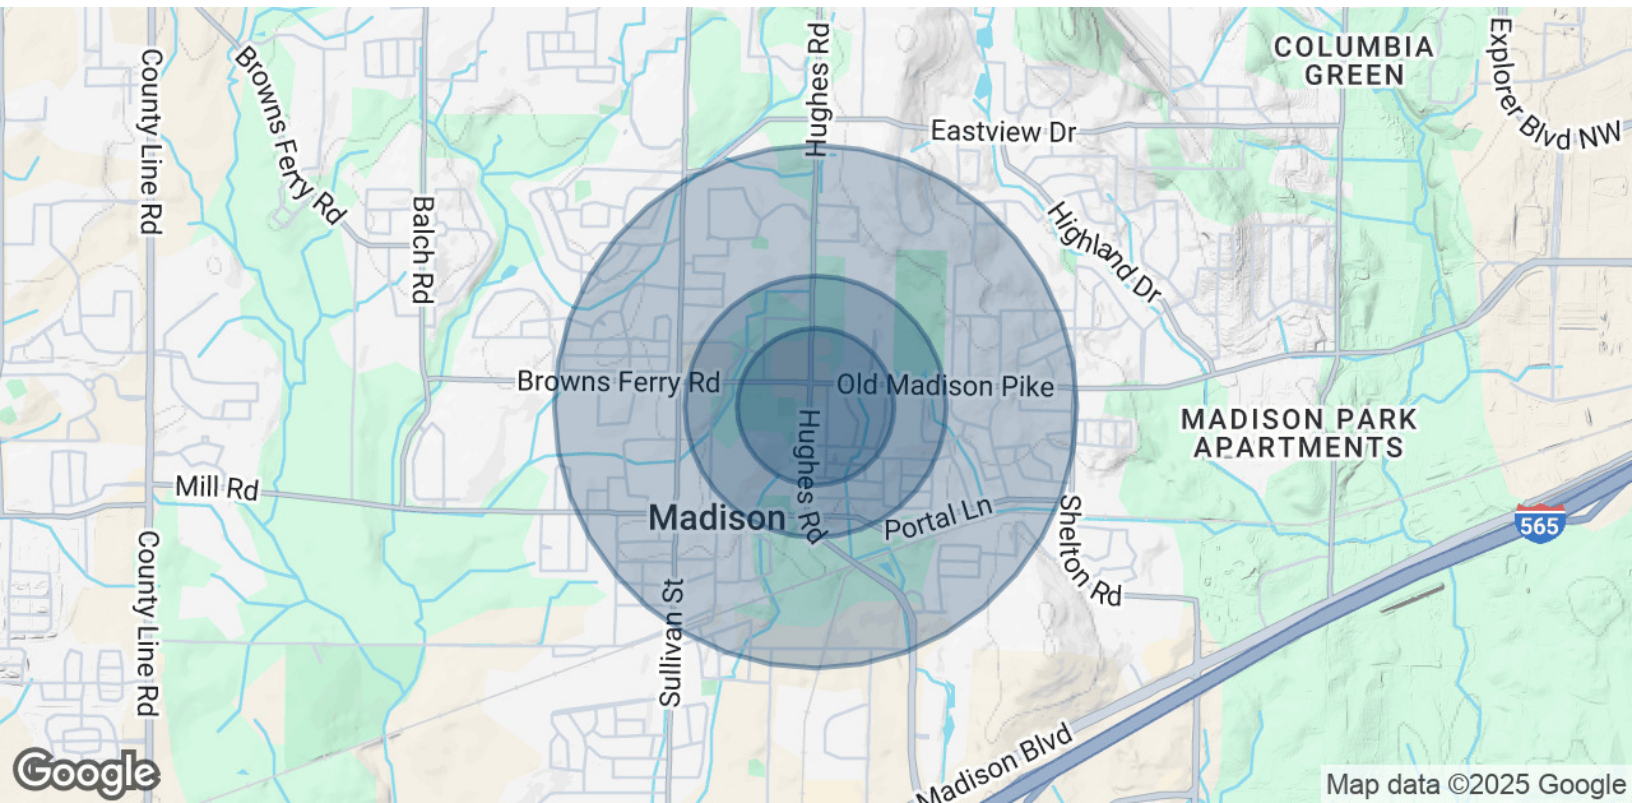 Hughes Rd
Explorer Blvd NW
COLUMBIA
GREEN
County Line Rd
Browns Ferry Rd
Eastview Dr
Balch Rd
Highland Dr
Browns Ferry Rd
Old Madison Pike
MADISON PARK
APARTMENTS
Hughes Rd
Mill Rd
Madison
Portal Ln
Shelton Rd
565
County Line Rd
Sullivan St
Madison Blvd
Google
Map data ©2025 Google